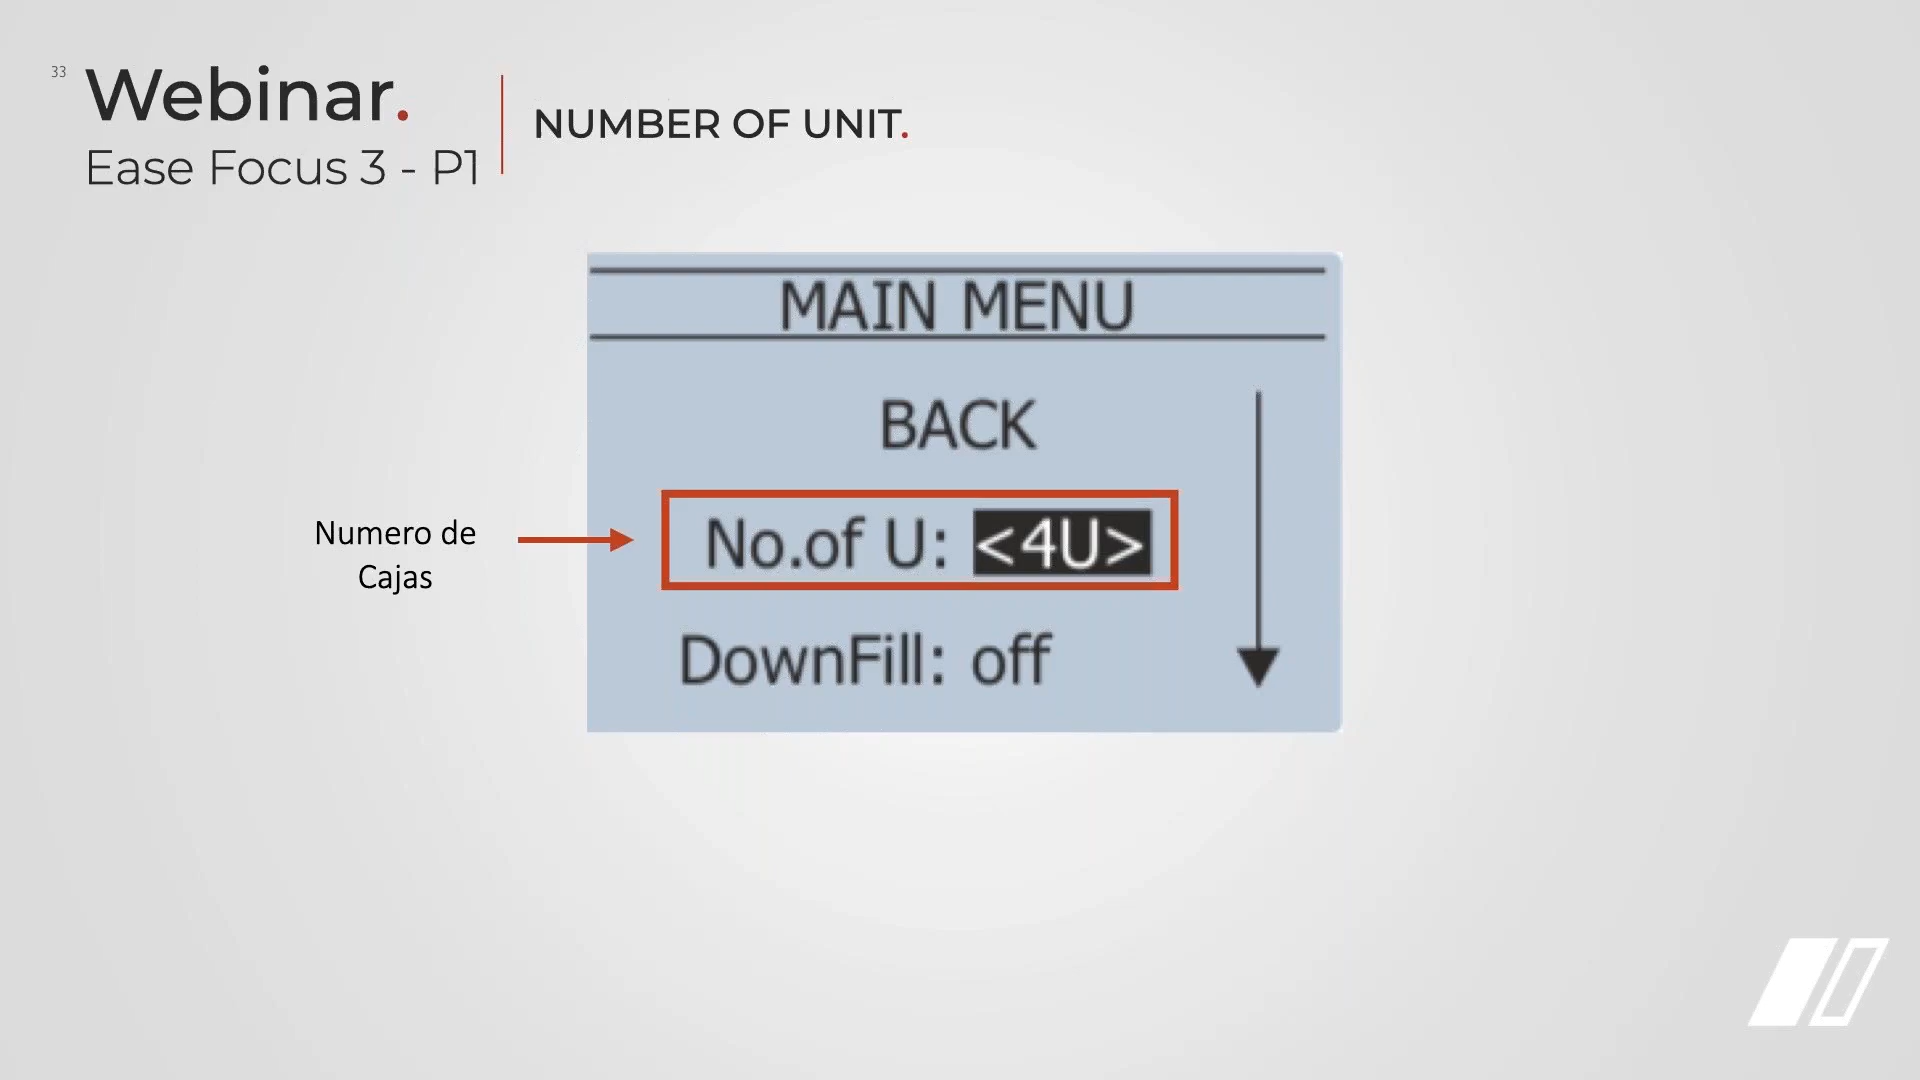 33
Webinar.
Ease Focus 3 - P1
NUMBER OF UNIT.
MAIN MENU
BACK
Numero de
Cajas
No.of U: <4U>
DownFill: off